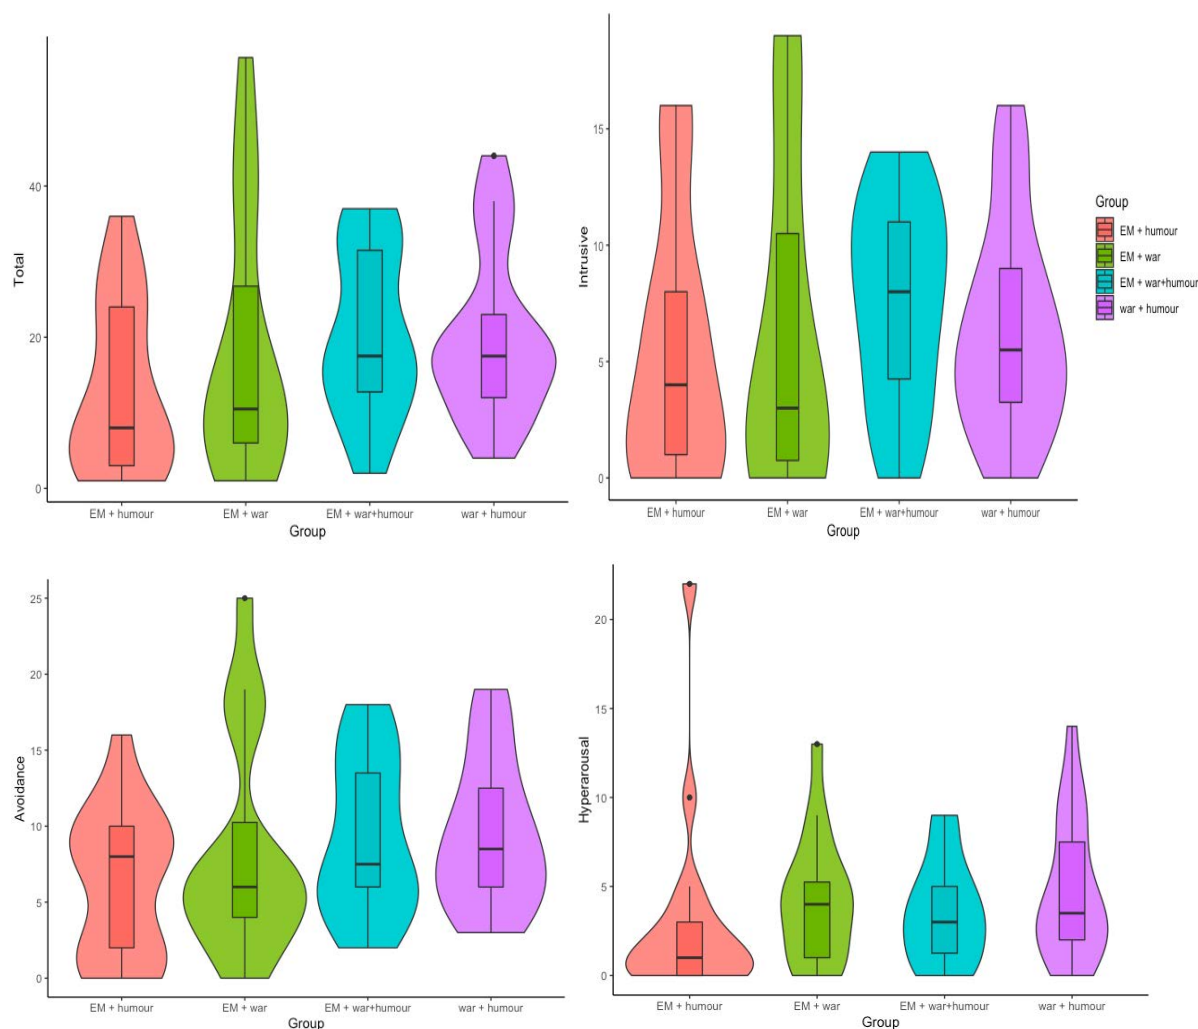 Total
40
20
0
EM + humour
EM + war
EM + war+humour
war + humour
Group
Intrusive
15
10
5
0
EM + humour
EM + war
EM + war+humour
war + humour
Group
Group
EM + humour
EM + war
EM + war+humour
war + humour
Avoidance
25
20
15
10
5
0
EM + humour
EM + war
EM + war+humour
war + humour
Group
Hyperarousal
20
15
10
5
0
EM + humour
EM + war
EM + war+humour
war + humour
Group